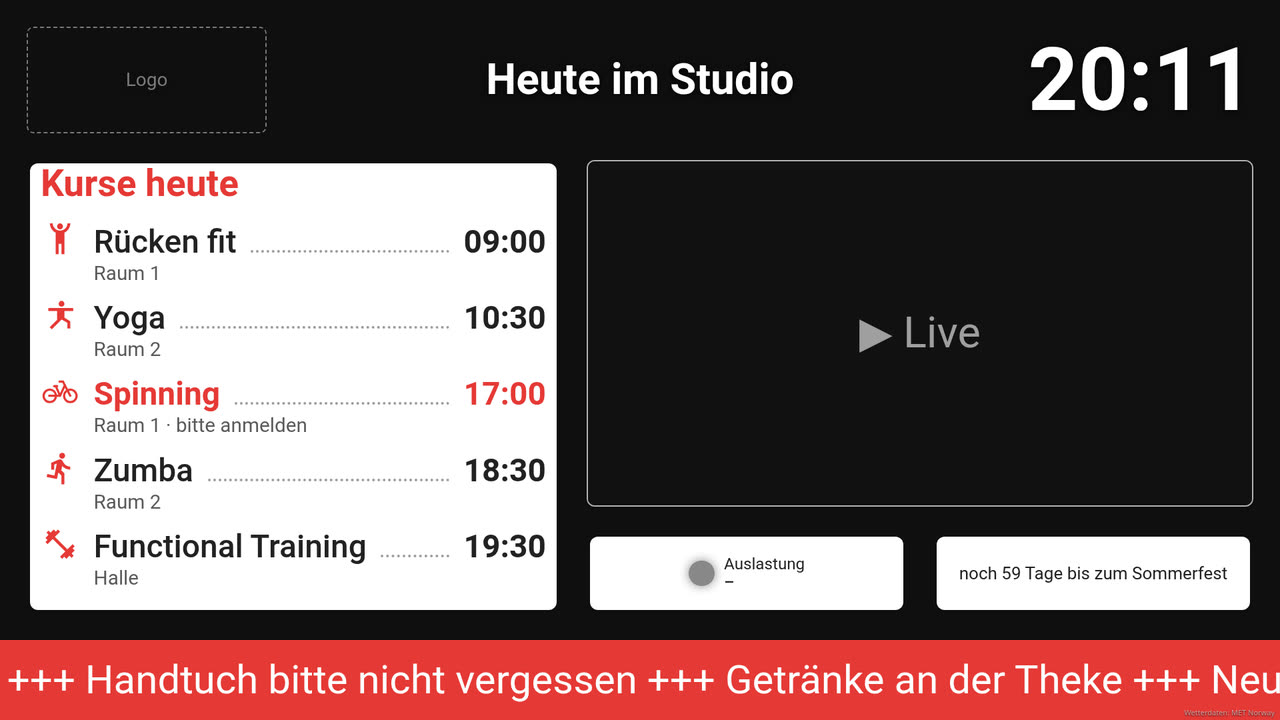 Logo
Heute im Studio
20:11
Kurse heute
Rücken fit 09:00
Raum 1
Yoga 10:30
Raum 2
Spinning 17:00
Raum 1 · bitte anmelden
Zumba 18:30
Raum 2
Functional Training 19:30
Halle
▶ Live
Auslastung
–
noch 59 Tage bis zum Sommerfest
+++ Handtuch bitte nicht vergessen +++ Getränke an der Theke +++ Neu
Wetterdaten: MET Norway